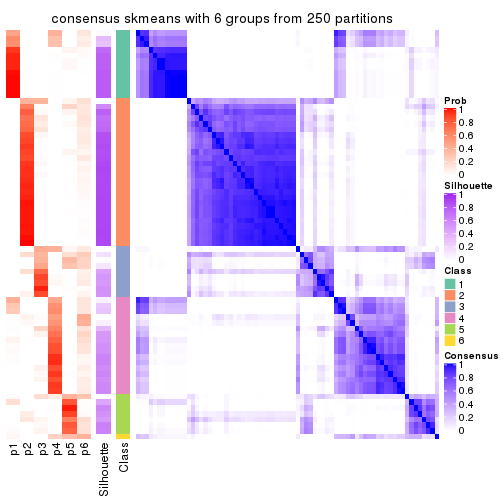 consensus skmeans with 6 groups from 250 partitions
Prob
1
0.8
0.6
0.4
0.2
0
Silhouette
1
0.8
0.6
0.4
0.2
0
Class
1
2
3
4
5
6
Consensus
1
0.8
0.6
0.4
0.2
0
p1
p2
p3
p4
p5
p6
Silhouette
Class